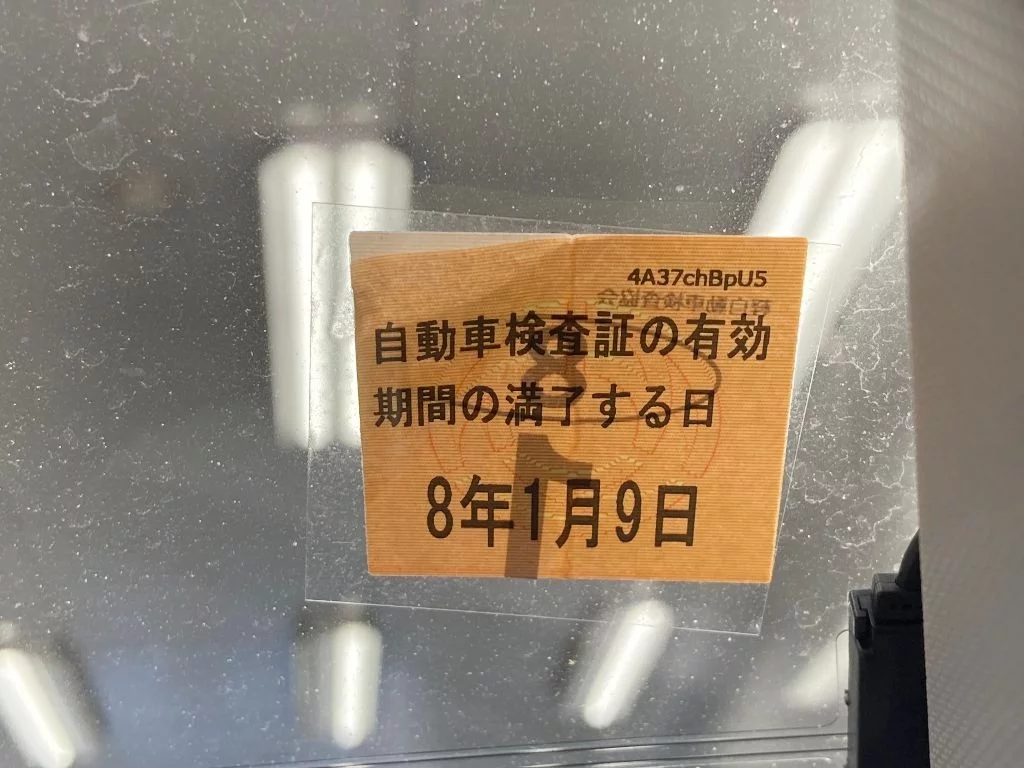 4A37chBpU5
自動車検査証の有効
期間の満了する日
8年1月9日